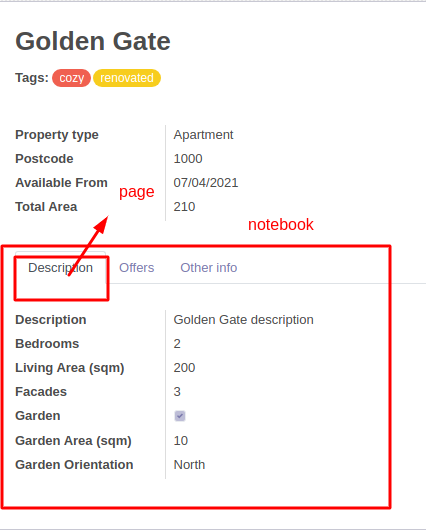 Golden Gate
Tags: cozy renovated
Property type Apartment
Postcode 1000
Available From 07/04/2021
page
Total Area 210
notebook
Description Offers Other info
Description Golden Gate description
Bedrooms 2
Living Area (sqm) 200
Facades 3
Garden
Garden Area (sqm) 10
Garden Orientation North